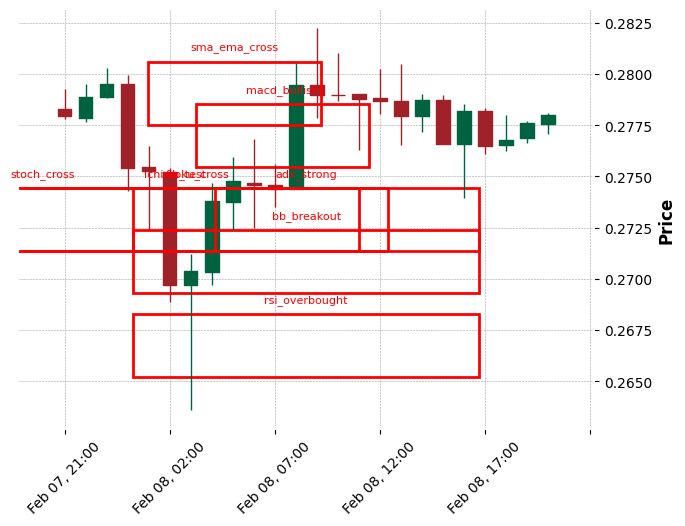 sma_ema_cross
macd_bullish
stoch_cross
adx_strong
bb_breakout
rsi_overbought
0.2825
0.2800
0.2775
0.2750
0.2725
0.2700
0.2675
0.2650
Price
Feb 07, 21:00
Feb 08, 02:00
Feb 08, 07:00
Feb 08, 12:00
Feb 08, 17:00